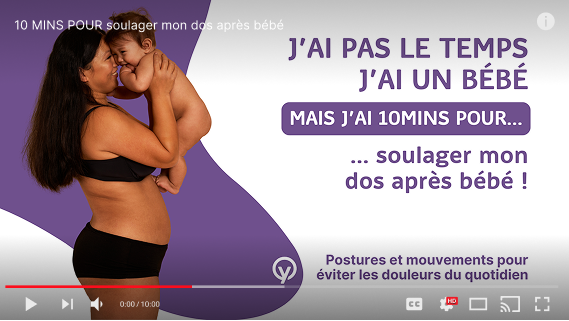 10 MINS POUR soulager mon dos après bébé
J'AI PAS LE TEMPS
J'AI UN BÉBÉ
MAIS J'AI 10MINS POUR...
... soulager mon
dos après bébé !
Postures et mouvements pour
éviter les douleurs du quotidien
0:00 / 10:00
CC
HD